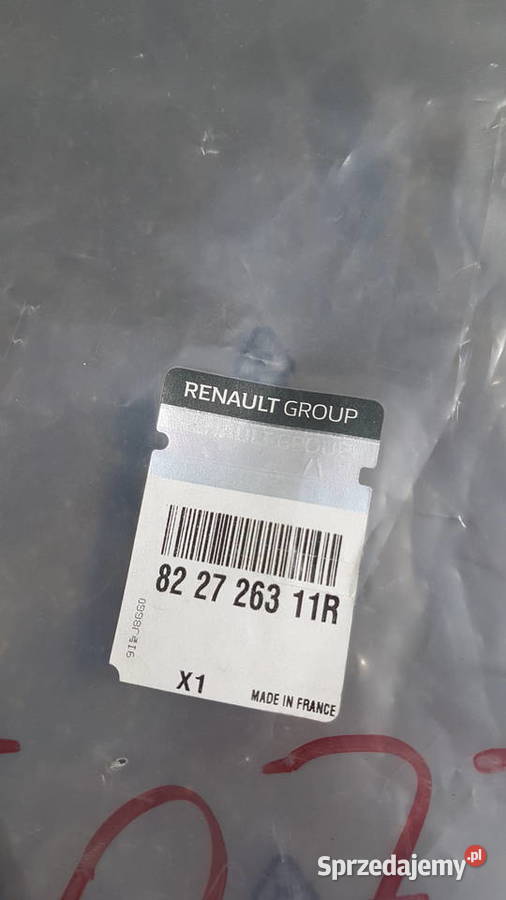 RENAULT GROUP
82 27 263 11R
X1
MADE IN FRANCE
Sprzedajemy.pl